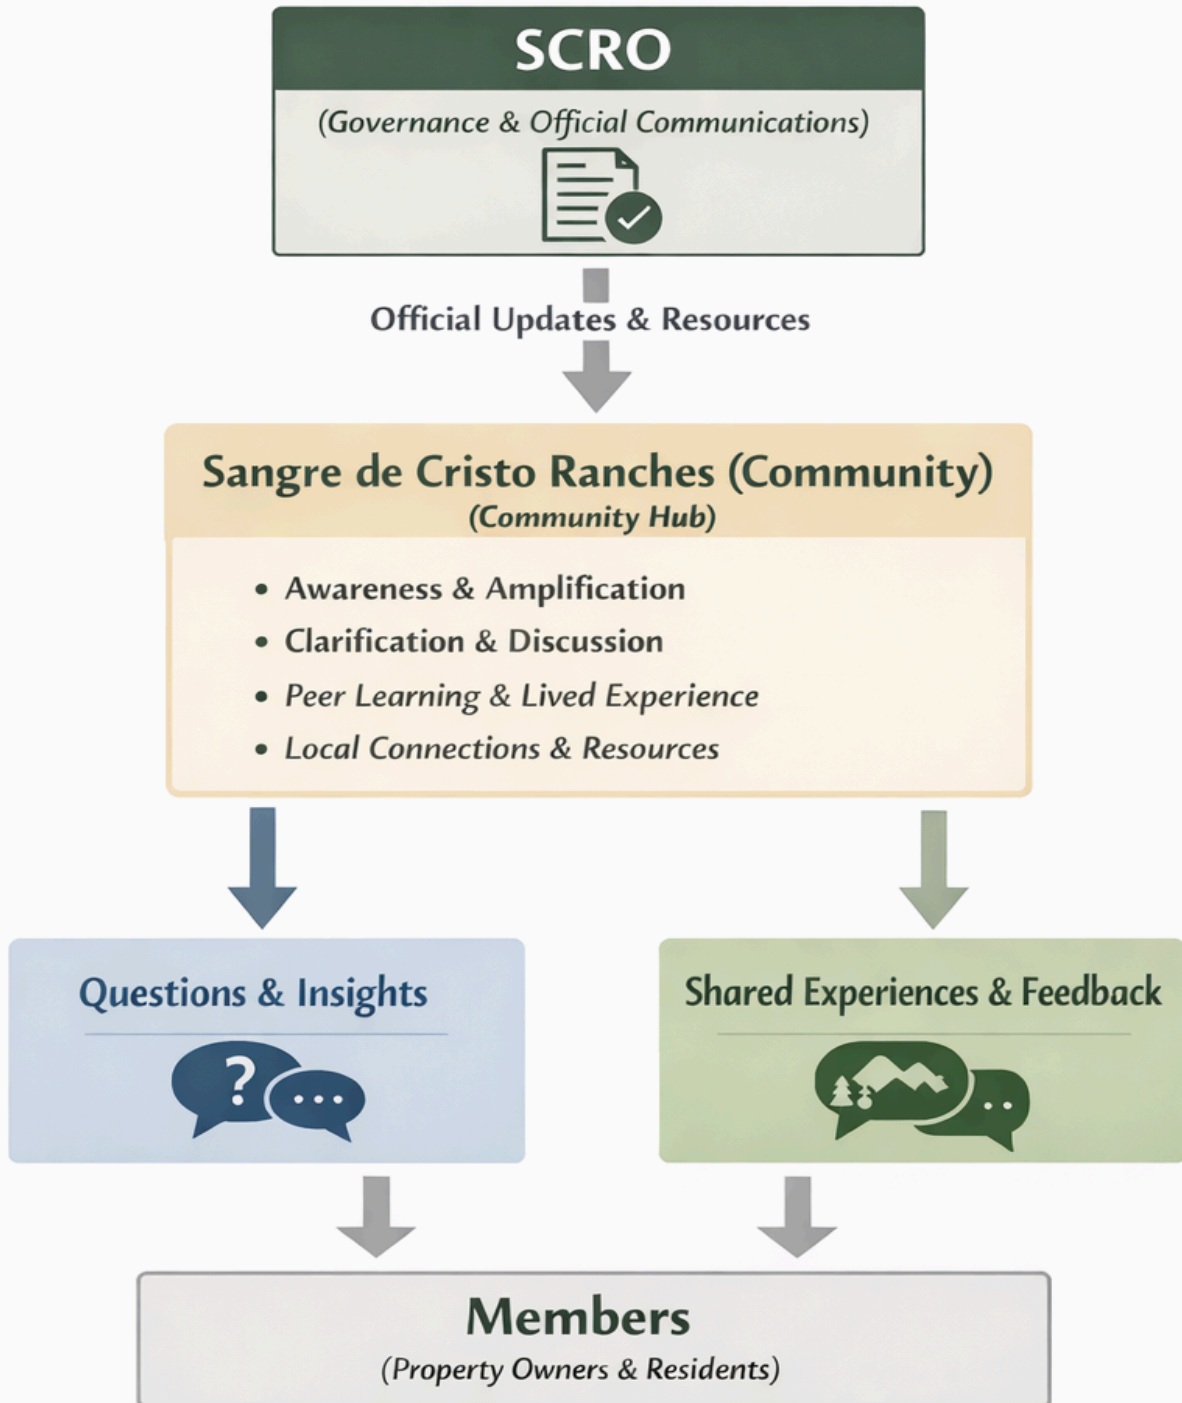 SCRO
(Governance & Official Communications)
Official Updates & Resources
Sangre de Cristo Ranches (Community)
(Community Hub)
• Awareness & Amplification
• Clarification & Discussion
• Peer Learning & Lived Experience
• Local Connections & Resources
Questions & Insights
?
Shared Experiences & Feedback
Members
(Property Owners & Residents)